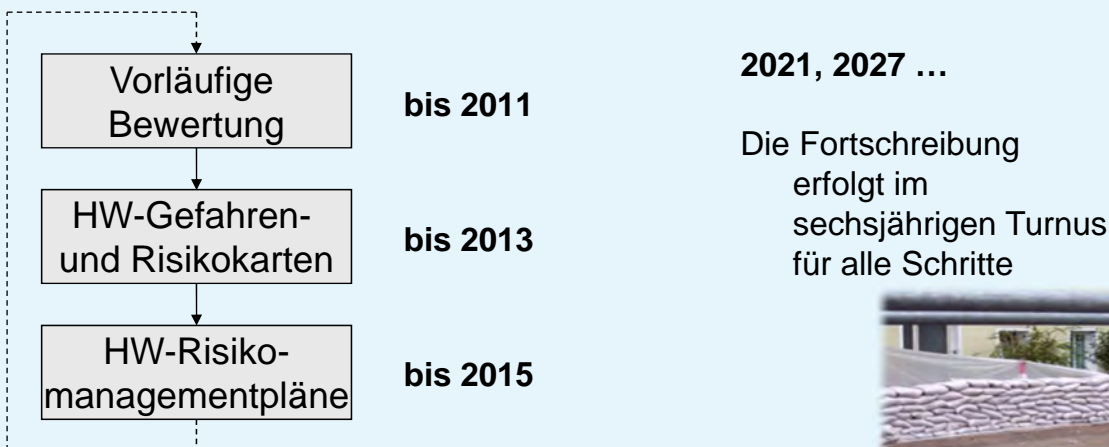 Vorläufige
Bewertung
bis 2011
HW-Gefahren-
und Risikokarten
bis 2013
HW-Risiko-
managementpläne
bis 2015
2021, 2027 …
Die Fortschreibung
erfolgt im
sechsjährigen Turnus
für alle Schritte